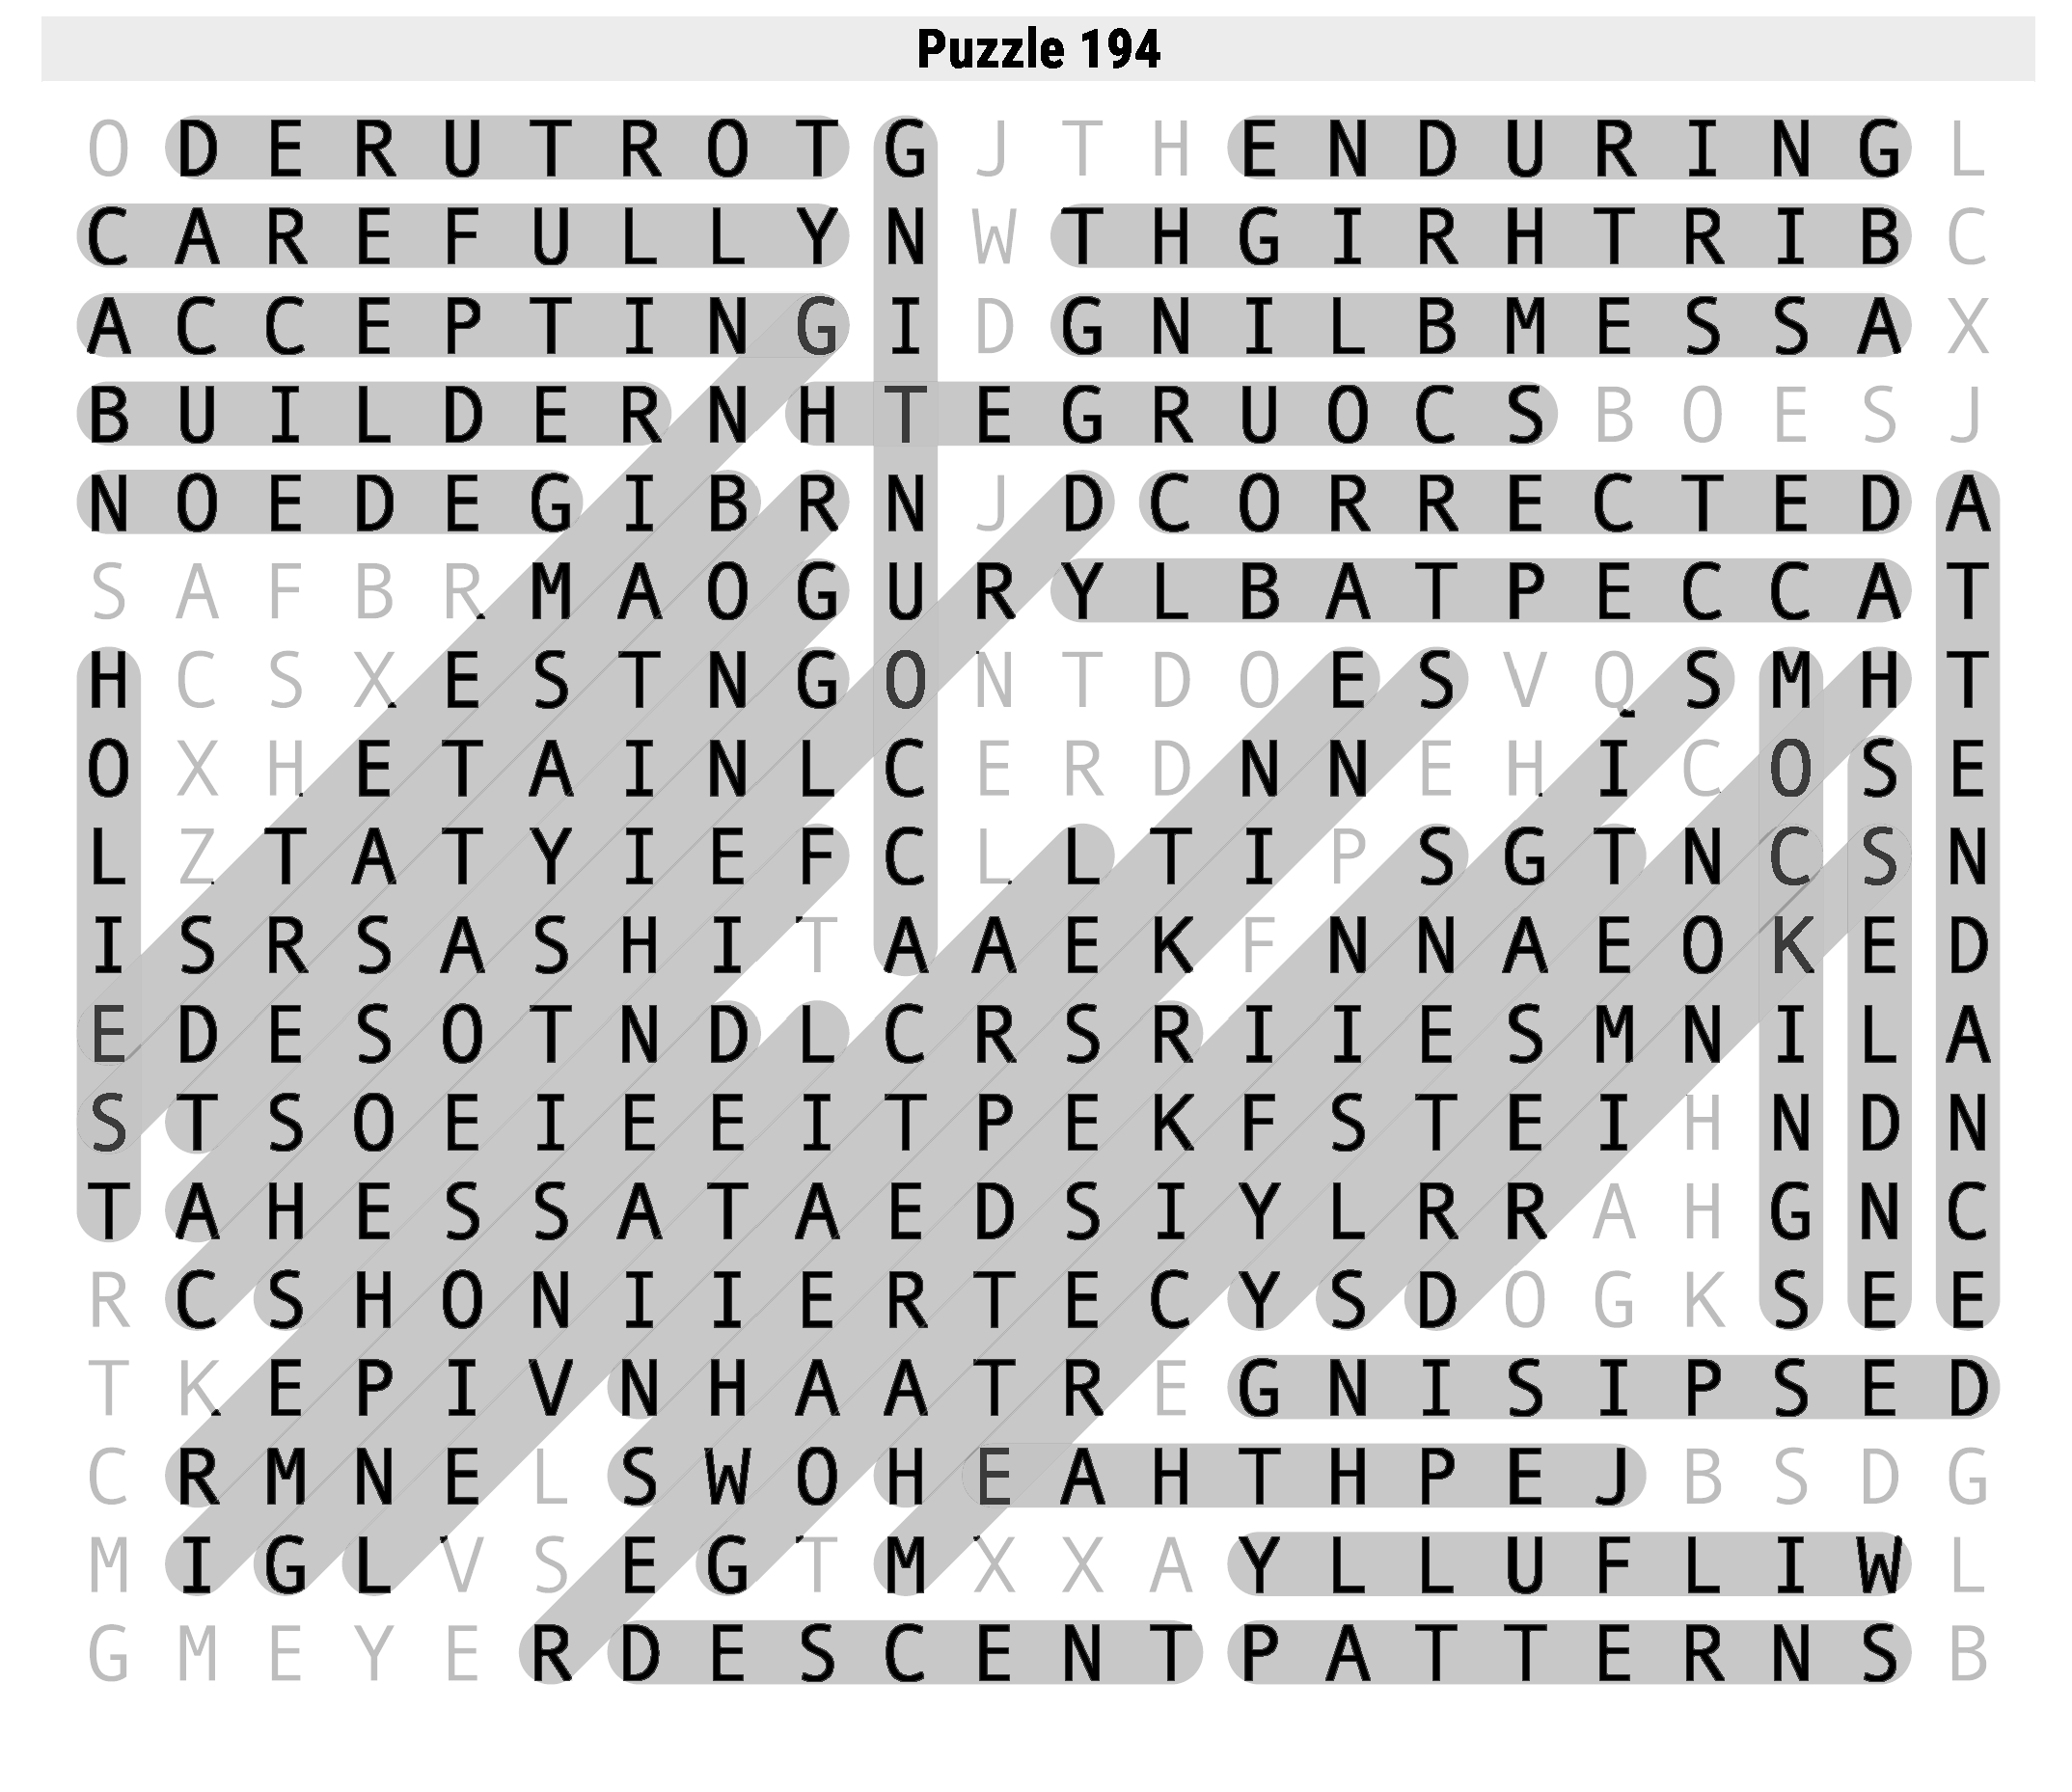 Puzzle 194
O D E R U T R O T G J T H E N D U R I N G L
C A R E F U L L Y N W T H G I R H T R I B C
A C C E P T I N G I D G N I L B M E S S A X
B U I L D E R N H T E G R U O C S B O E S J
N O E D E G I B R N J D C O R R E C T E D A
S A F B R M A O G U R Y L B A T P E C C A T
H C S X E S T N G O N T D O E S V Q S M H T
O X H E T A I N L C E R D N N E H I C O S E
L Z T A T Y I E F C L L T I P S G T N C S N
I S R S A S H I T A A E K F N N A E O K E D
E D E S O T N D L C R S R I I E S M N I L A
S T S O E I E E I T P E K F S T E I H N D N
T A H E S S A T A E D S I Y L R R A H G N C
R C S H O N I I E R T E C Y S D O G K S E E
T K E P I V N H A A T R E G N I S I P S E D
C R M N E L S W O H E A H T H P E J B S D G
M I G L V S E G T M X X A Y L L U F L I W L
G M E Y E R D E S C E N T P A T T E R N S B